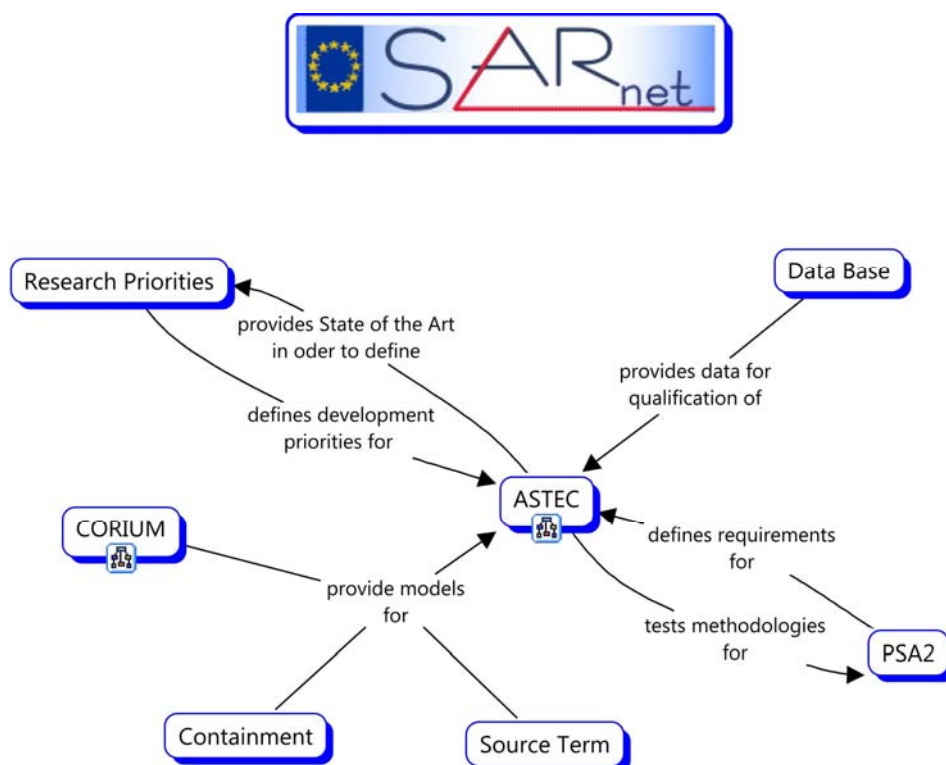 SARnet
Research Priorities
Data Base
provides State of the Art
in oder to define
provides data for
qualification of
defines development
priorities for
ASTEC
CORIUM
defines requirements
for
provide models
for
tests methodologies
for
PSA2
Containment
Source Term